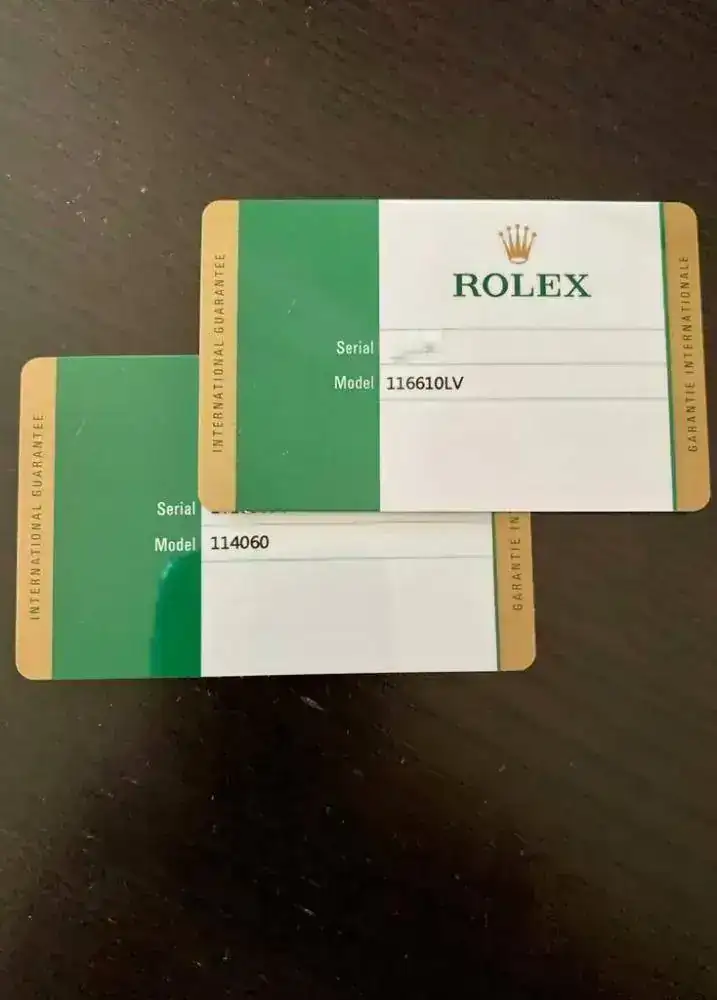 ROLEX
INTERNATIONAL GUARANTEE
Serial
Model 116610LV
GARANTIE INTERNATIONALE
INTERNATIONAL GUARANTEE
Serial
Model 114060
GARANTIE IN